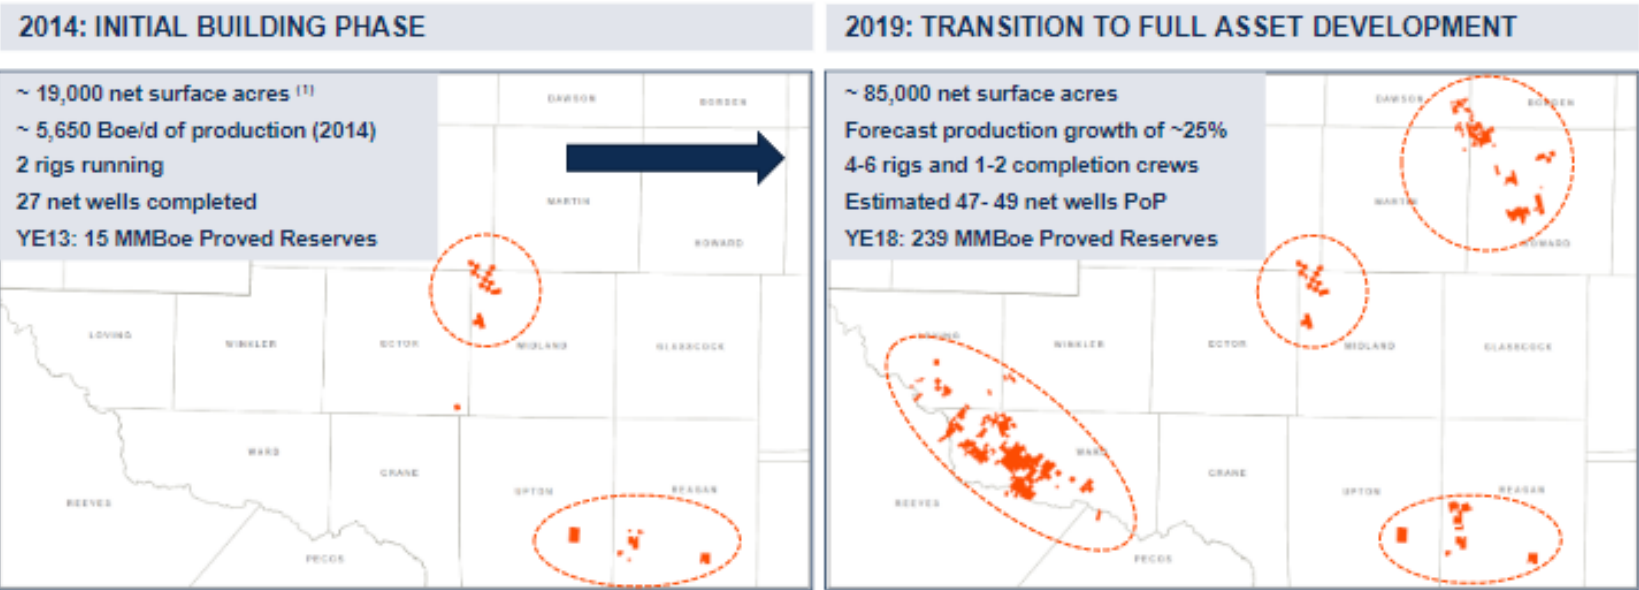 2014: INITIAL BUILDING PHASE
~ 19,000 net surface acres (1)
~ 5,650 Boe/d of production (2014)
2 rigs running
27 net wells completed
YE13: 15 MMBoe Proved Reserves
DAWSON
BORDEN
MARTIN
HOWARD
LOVING
WINKLER
ECTOR
MIDLAND
GLASSCOCK
WARD
CRANE
UPTON
REAGAN
REEVES
PECOS
2019: TRANSITION TO FULL ASSET DEVELOPMENT
~ 85,000 net surface acres
Forecast production growth of ~25%
4-6 rigs and 1-2 completion crews
Estimated 47- 49 net wells PoP
YE18: 239 MMBoe Proved Reserves
DAWSON
BORDEN
MARTIN
HOWARD
LOVING
WINKLER
ECTOR
MIDLAND
GLASSCOCK
WARD
CRANE
UPTON
REAGAN
REEVES
PECOS